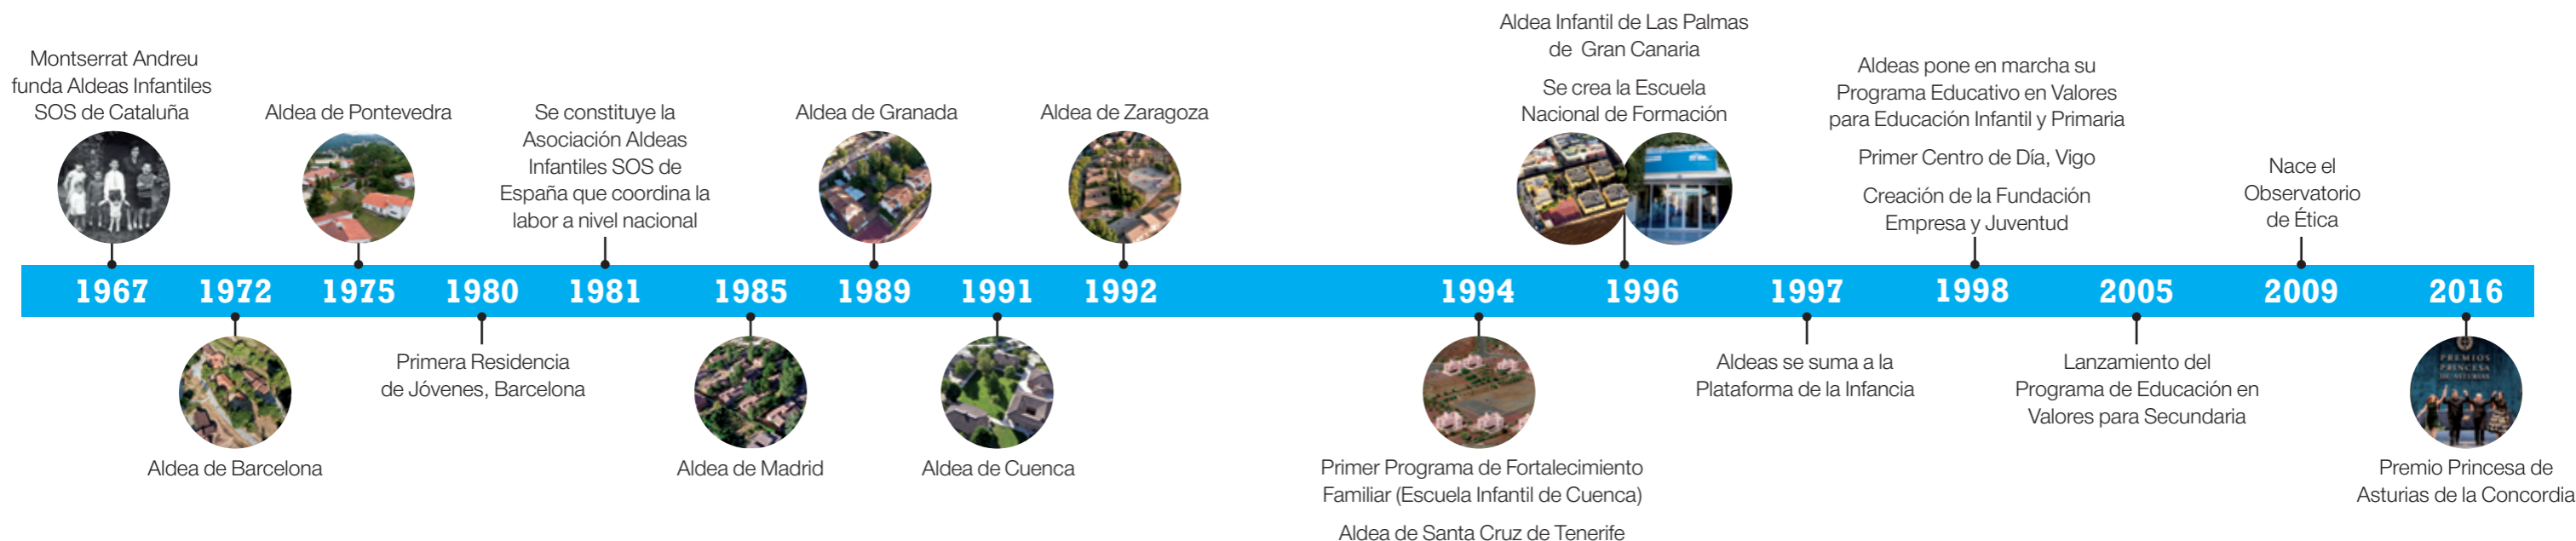 Montserrat Andreu
funda Aldeas Infantiles
SOS de Cataluña
Aldea de Pontevedra
Se constituye la
Asociación Aldeas
Infantiles SOS de
España que coordina la
labor a nivel nacional
Aldea de Granada
Aldea de Zaragoza
Aldea Infantil de Las Palmas
de Gran Canaria
Se crea la Escuela
Nacional de Formación
Aldeas pone en marcha su
Programa Educativo en Valores
para Educación Infantil y Primaria
Primer Centro de Día, Vigo
Creación de la Fundación
Empresa y Juventud
Nace el
Observatorio
de Ética
1967 1972 1975 1980 1981 1985 1989 1991 1992 1994 1996 1997 1998 2005 2009 2016
Aldea de Barcelona
Primera Residencia
de Jóvenes, Barcelona
Aldea de Madrid
Aldea de Cuenca
Primer Programa de Fortalecimiento
Familiar (Escuela Infantil de Cuenca)
Aldea de Santa Cruz de Tenerife
Aldeas se suma a la
Plataforma de la Infancia
Lanzamiento del
Programa de Educación en
Valores para Secundaria
PREMIOS
PRINCESA
DE ASTURIAS
Premio Princesa de
Asturias de la Concordia